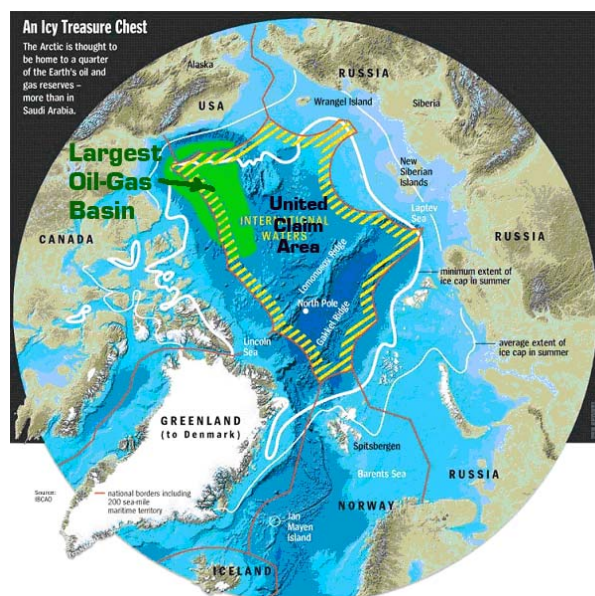 An Icy Treasure Chest
The Arctic is thought to
be home to a quarter
of the Earth's oil and
gas reserves –
more than in
Saudi Arabia.
Alaska
RUSSIA
USA
Wrangel Island
Siberia
Largest
Oil-Gas
Basin
New
Siberian
Islands
United
INTERNATIONAL
Claim
WATERS
Area
Laptev
Sea
CANADA
RUSSIA
Lomonosov Ridge
minimum extent of
ice cap in summer
North Pole
Gakkel Ridge
Lincoln
Sea
average extent of
ice cap in summer
GREENLAND
(to Denmark)
Spitsbergen
Barents Sea
RUSSIA
Source:
IBCAO
national borders including
200 sea-mile
maritime territory
NORWAY
Jan
Mayen
Island
ICELAND